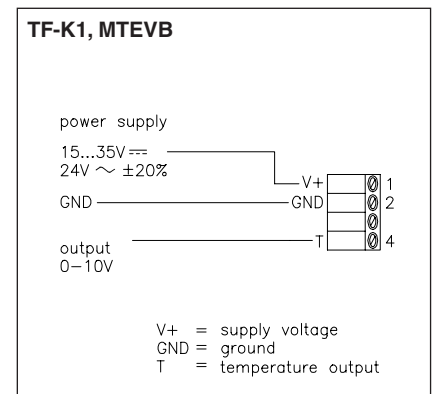 TF-K1, MTEVB
power supply
15...35V ⎓
24V ~ ±20%
V+ 1
GND GND 2
output T 4
0–10V
V+ = supply voltage
GND = ground
T = temperature output